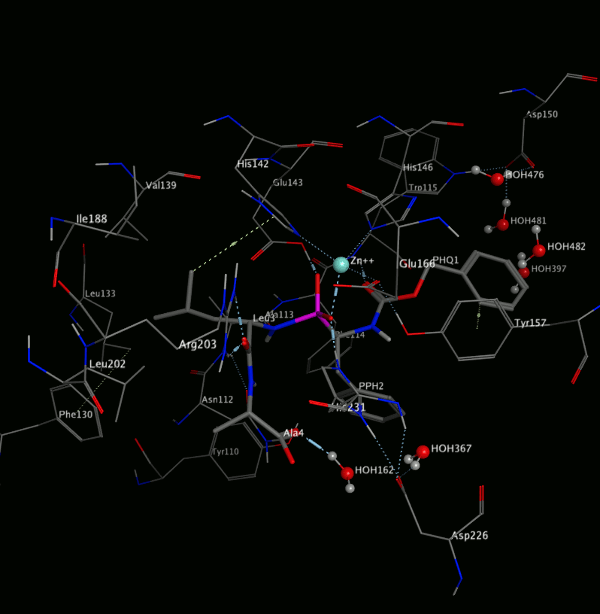 Asp150
His142
His146
HOH476
Glu143
Trp115
Val139
Ile188
HOH481
HOH482
Zn++
Glu166
PHQ1
HOH397
Leu133
Leu3
Ala113
Tyr157
Arg203
Leu202
PPH2
Asn112
Phe130
His231
Ala4
Tyr110
HOH367
HOH162
Asp226